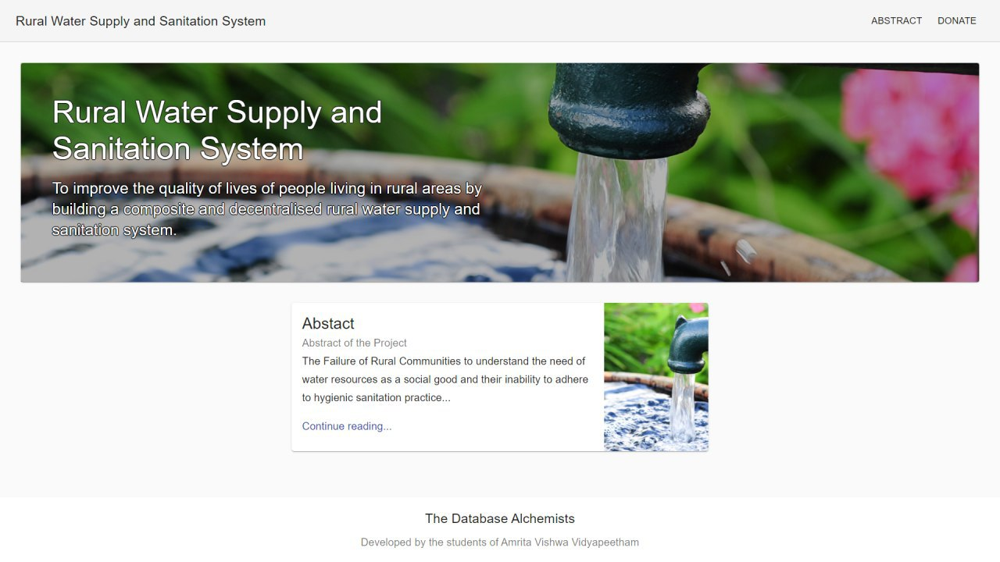 Rural Water Supply and Sanitation System
ABSTRACT
DONATE
Rural Water Supply and
Sanitation System
To improve the quality of lives of people living in rural areas by
building a composite and decentralised rural water supply and
sanitation system.
Abstact
Abstract of the Project
The Failure of Rural Communities to understand the need of
water resources as a social good and their inability to adhere
to hygienic sanitation practice...
Continue reading...
The Database Alchemists
Developed by the students of Amrita Vishwa Vidyapeetham